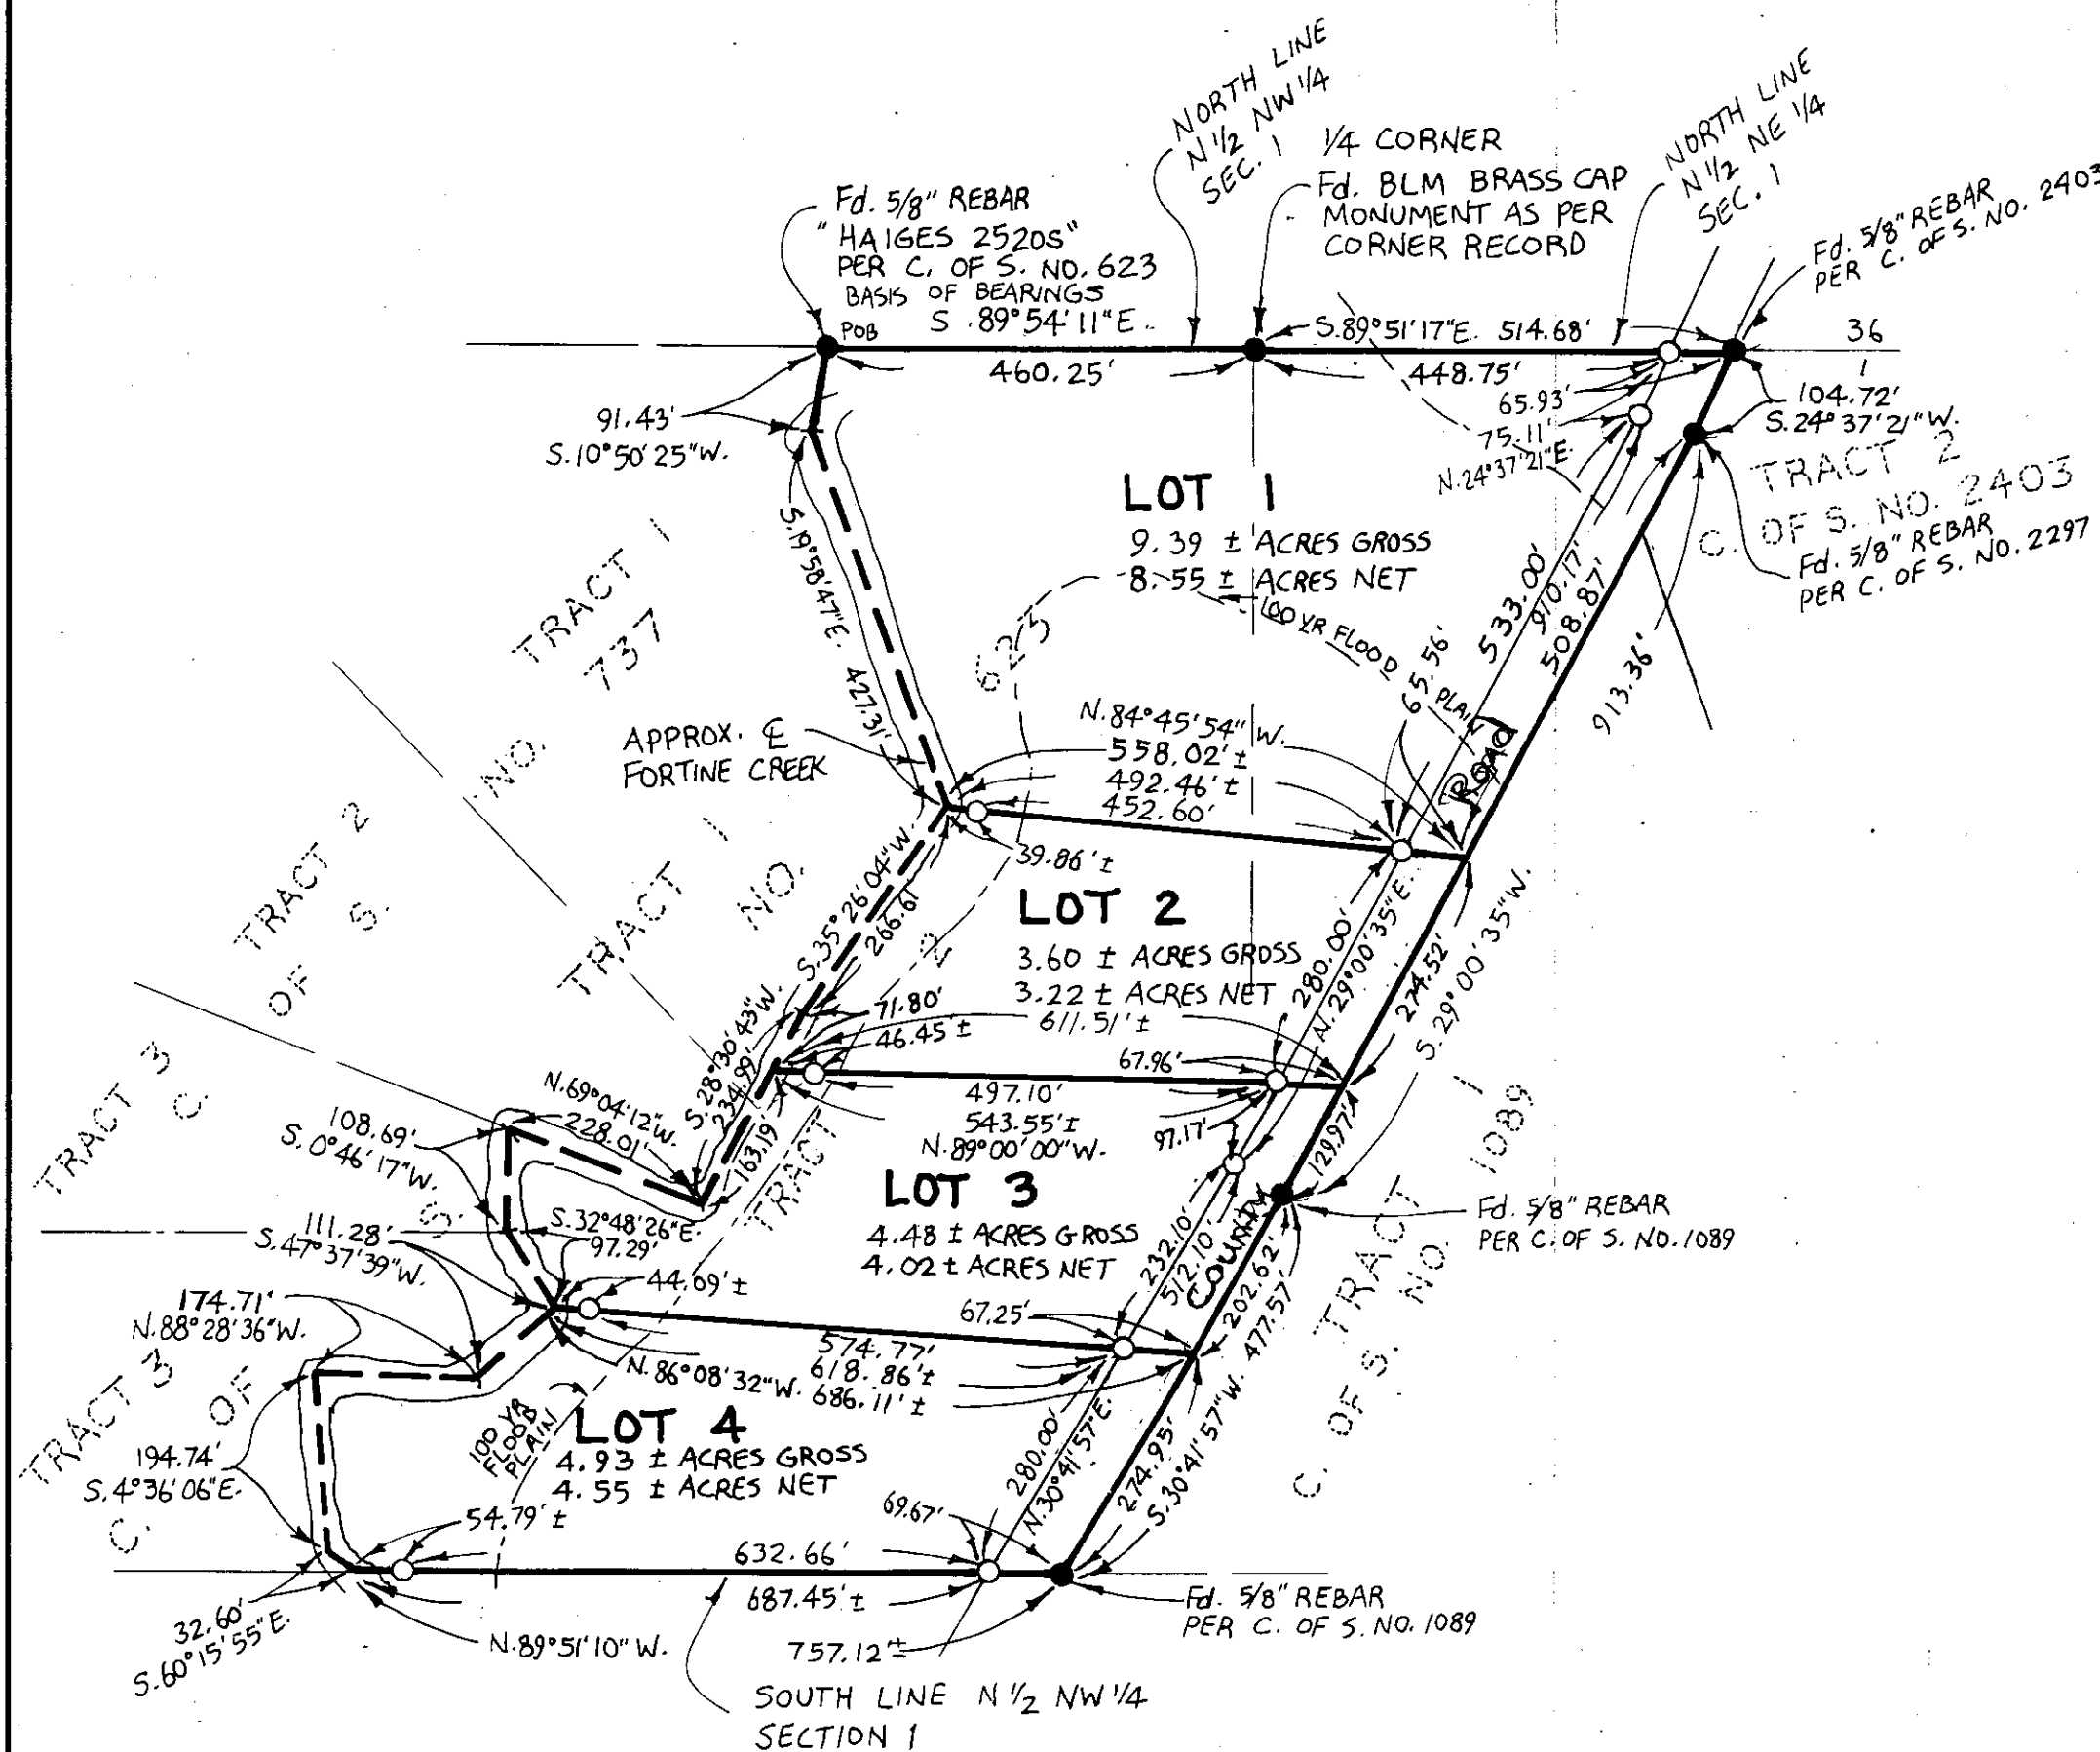 NORTH LINE
N 1/2 NW 1/4
SEC. 1
1/4 CORNER
Fd. BLM BRASS CAP
MONUMENT AS PER
CORNER RECORD
NORTH LINE
N 1/2 NE 1/4
SEC. 1
Fd. 5/8" REBAR
PER C. OF S. NO. 2403
Fd. 5/8" REBAR
"HAIGES 2520S"
PER C. OF S. NO. 623
BASIS OF BEARINGS
POB
S.89°54'11"E.
S.89°51'17"E. 514.68'
36
1
460.25'
448.75'
65.93'
104.72'
S.24°37'21"W.
91.43'
S.10°50'25"W.
75.11'
N.24°37'21"E.
TRACT 2
C. OF S. NO. 2403
Fd. 5/8" REBAR
PER C. OF S. NO. 2297
LOT 1
9.39 ± ACRES GROSS
8.55 ± ACRES NET
100 YR FLOOD PLAIN
S.19°58'47"E. 427.31'
TRACT 1
NO. 737
623
533.00'
910.17'
508.87'
913.36'
65.56'
ROAD
APPROX. ℄
FORTINE CREEK
N.84°45'54"W.
558.02'±
492.46'±
452.60'
39.86'±
TRACT 2
OF S.
TRACT 1
NO.
S.35°26'04"W.
266.61'
LOT 2
3.60 ± ACRES GROSS
3.22 ± ACRES NET
280.00'
N.29°00'35"E.
274.52'
S.29°00'35"W.
71.80'
46.45'±
611.51'±
67.96'
497.10'
543.55'±
N.89°00'00"W.
97.17'
129.97'
S.28°30'43"W.
234.99'
163.19'
TRACT 2
N.69°04'12"W.
228.01'
108.69'
S.0°46'17"W.
TRACT 3
C.
S.
LOT 3
4.48 ± ACRES GROSS
4.02 ± ACRES NET
Fd. 5/8" REBAR
PER C. OF S. NO. 1089
TRACT 1
C. OF S. NO. 1089
111.28'
S.47°37'39"W.
S.32°48'26"E.
97.29'
44.09'±
67.25'
232.10'
512.10'
COUNTY
202.62'
477.57'
174.71'
N.88°28'36"W.
574.77'
618.86'±
N.86°08'32"W. 686.11'±
TRACT 3
C. OF
100 YR
FLOOD
PLAIN
LOT 4
4.93 ± ACRES GROSS
4.55 ± ACRES NET
280.00'
N.30°41'57"E.
274.95'
S.30°41'57"W.
194.74'
S.4°36'06"E.
54.79'±
69.67'
632.66'
687.45'±
32.60'
S.60°15'55"E.
N.89°51'10"W.
757.12'±
Fd. 5/8" REBAR
PER C. OF S. NO. 1089
SOUTH LINE N 1/2 NW 1/4
SECTION 1